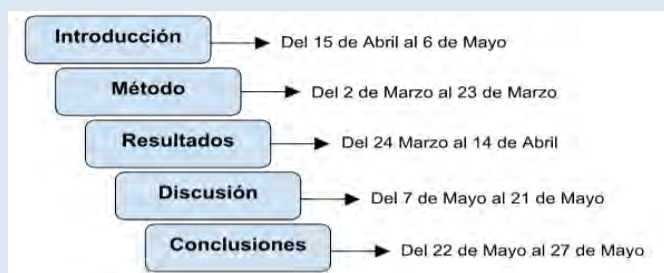 Introducción
Del 15 de Abril al 6 de Mayo
Método
Del 2 de Marzo al 23 de Marzo
Resultados
Del 24 Marzo al 14 de Abril
Discusión
Del 7 de Mayo al 21 de Mayo
Conclusiones
Del 22 de Mayo al 27 de Mayo